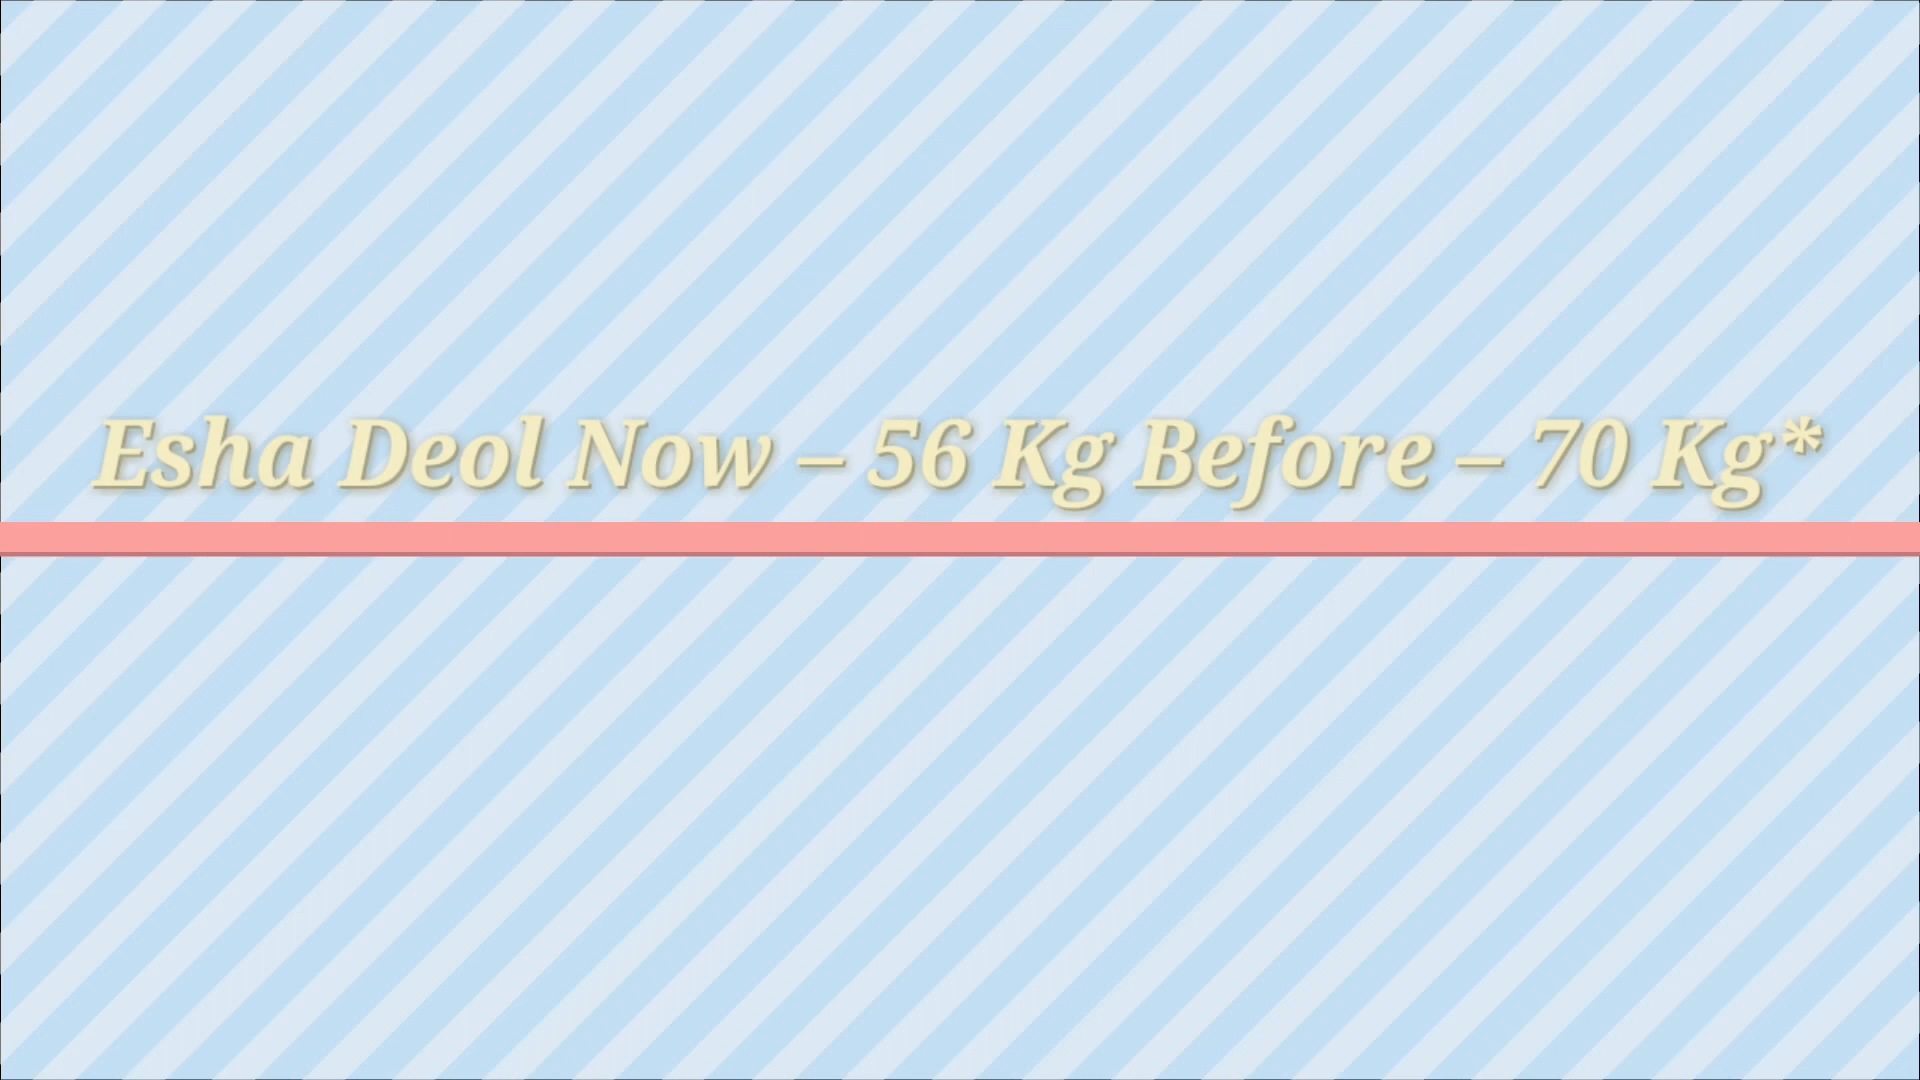 Esha Deol Now – 56 Kg Before – 70 Kg*